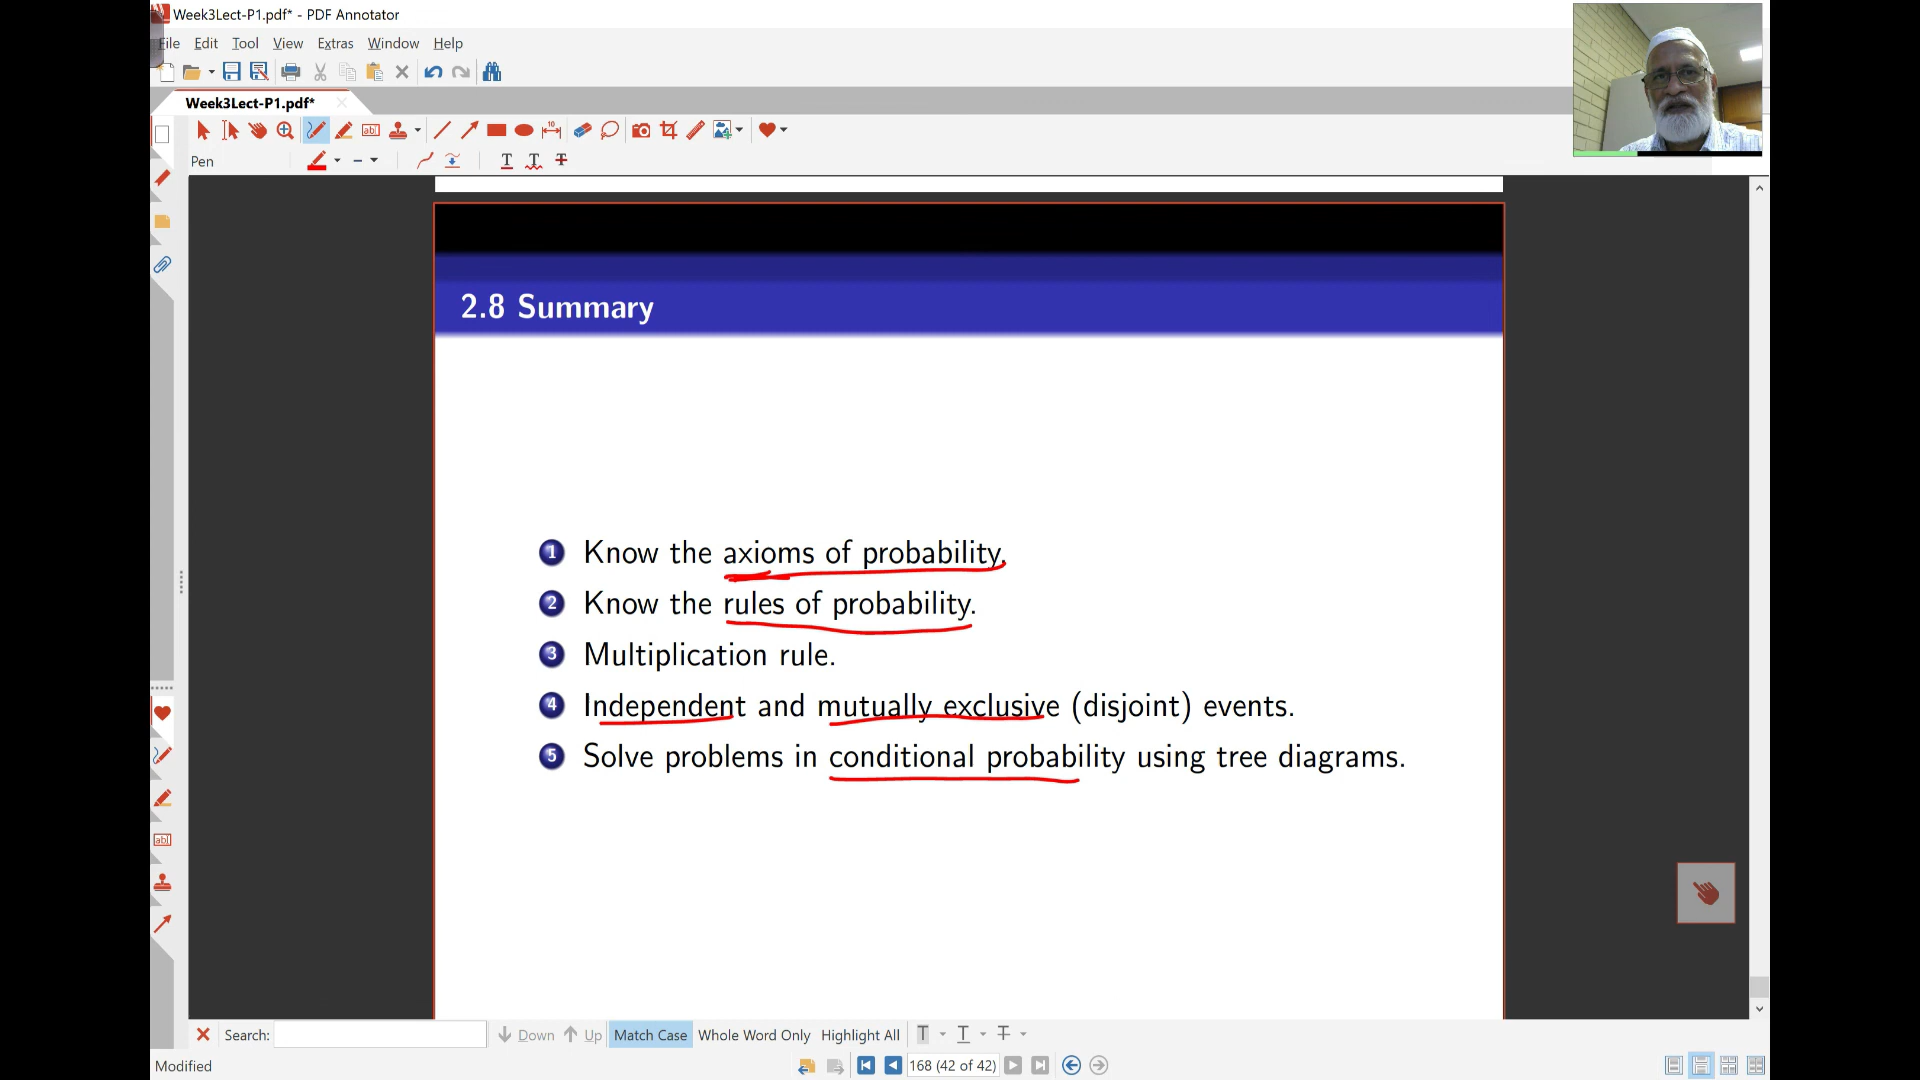 Week3Lect-P1.pdf* - PDF Annotator
File Edit Tool View Extras Window Help
Week3Lect-P1.pdf*
Pen
2.8 Summary
1 Know the axioms of probability.
2 Know the rules of probability.
3 Multiplication rule.
4 Independent and mutually exclusive (disjoint) events.
5 Solve problems in conditional probability using tree diagrams.
Search: Down Up Match Case Whole Word Only Highlight All
Modified
168 (42 of 42)